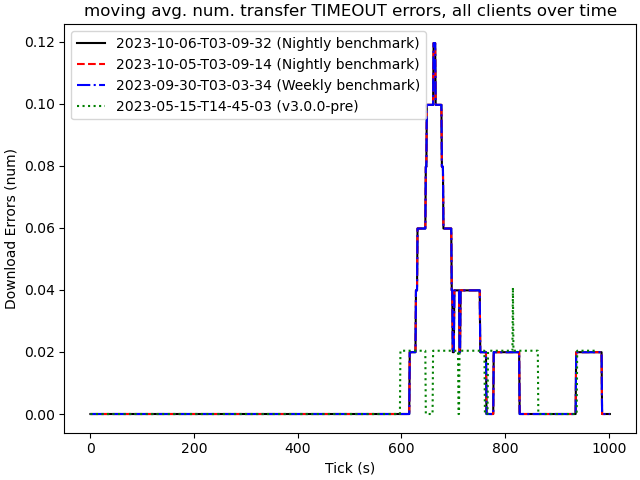 moving avg. num. transfer TIMEOUT errors, all clients over time
2023-10-06-T03-09-32 (Nightly benchmark)
2023-10-05-T03-09-14 (Nightly benchmark)
2023-09-30-T03-03-34 (Weekly benchmark)
2023-05-15-T14-45-03 (v3.0.0-pre)
Download Errors (num)
0.12
0.10
0.08
0.06
0.04
0.02
0.00
0
200
400
600
800
1000
Tick (s)